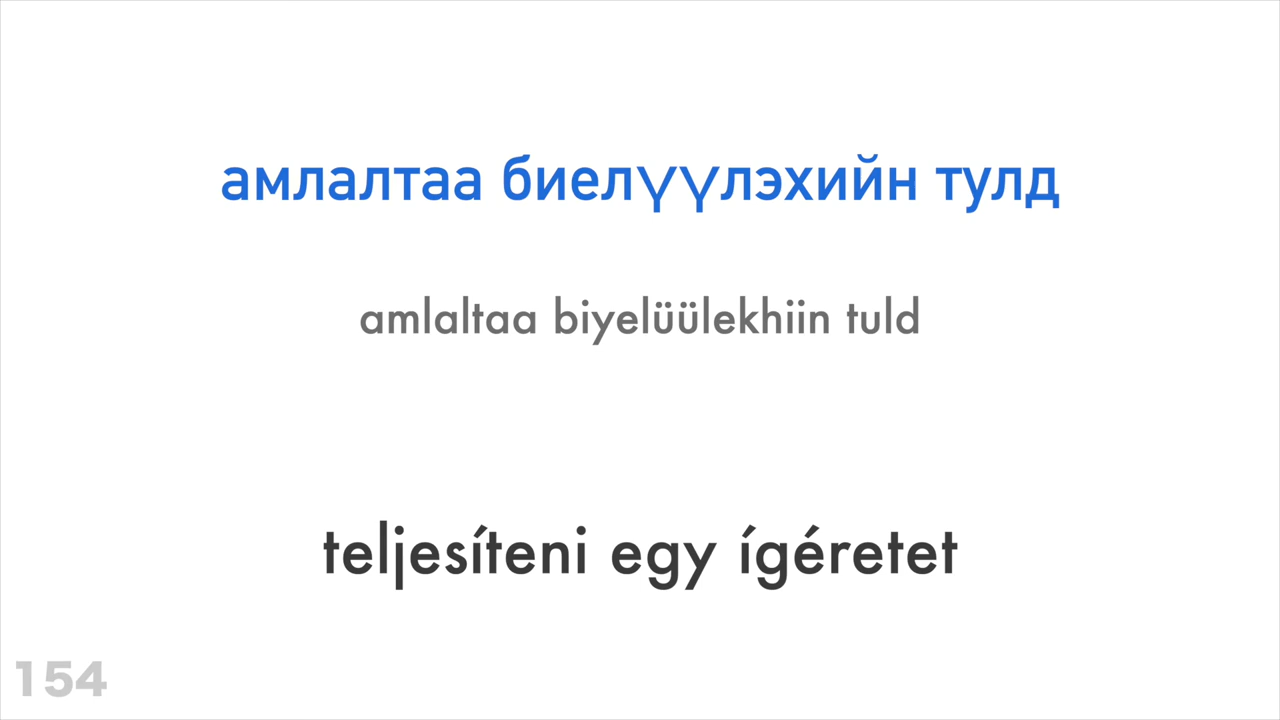 амлалтаа биелүүлэхийн тулд
amlaltaa biyelüülekhiin tuld
teljesíteni egy ígéretet
154